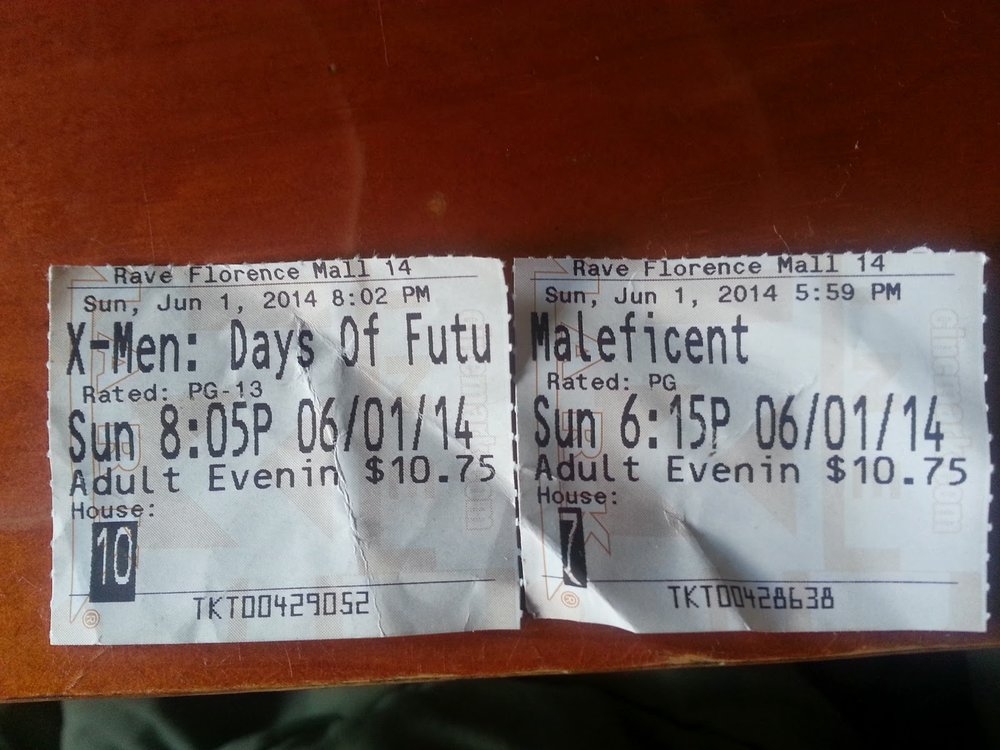 Rave Florence Mall 14
Sun, Jun 1, 2014 8:02 PM
X-Men: Days Of Futu
Rated: PG-13
Sun 8:05P 06/01/14
Adult Evenin $10.75
House:
10
TKT00429052
Rave Florence Mall 14
Sun, Jun 1, 2014 5:59 PM
Maleficent
Rated: PG
Sun 6:15P 06/01/14
Adult Evenin $10.75
House:
7
TKT00428638